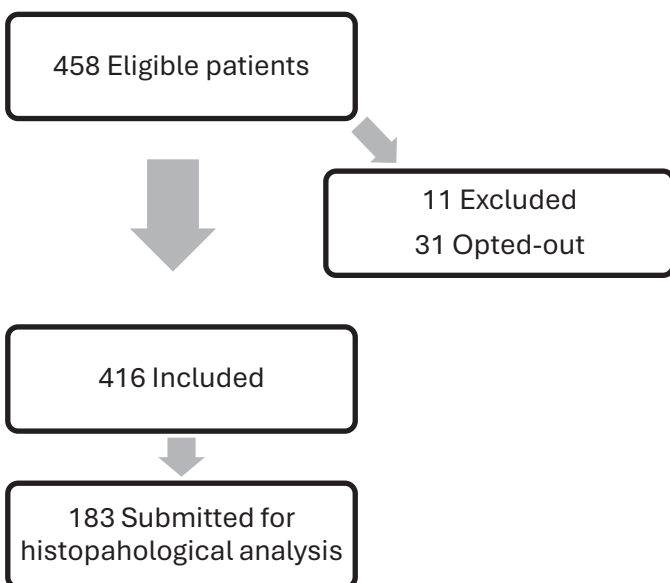 458 Eligible patients
11 Excluded
31 Opted-out
416 Included
183 Submitted for
histopahological analysis